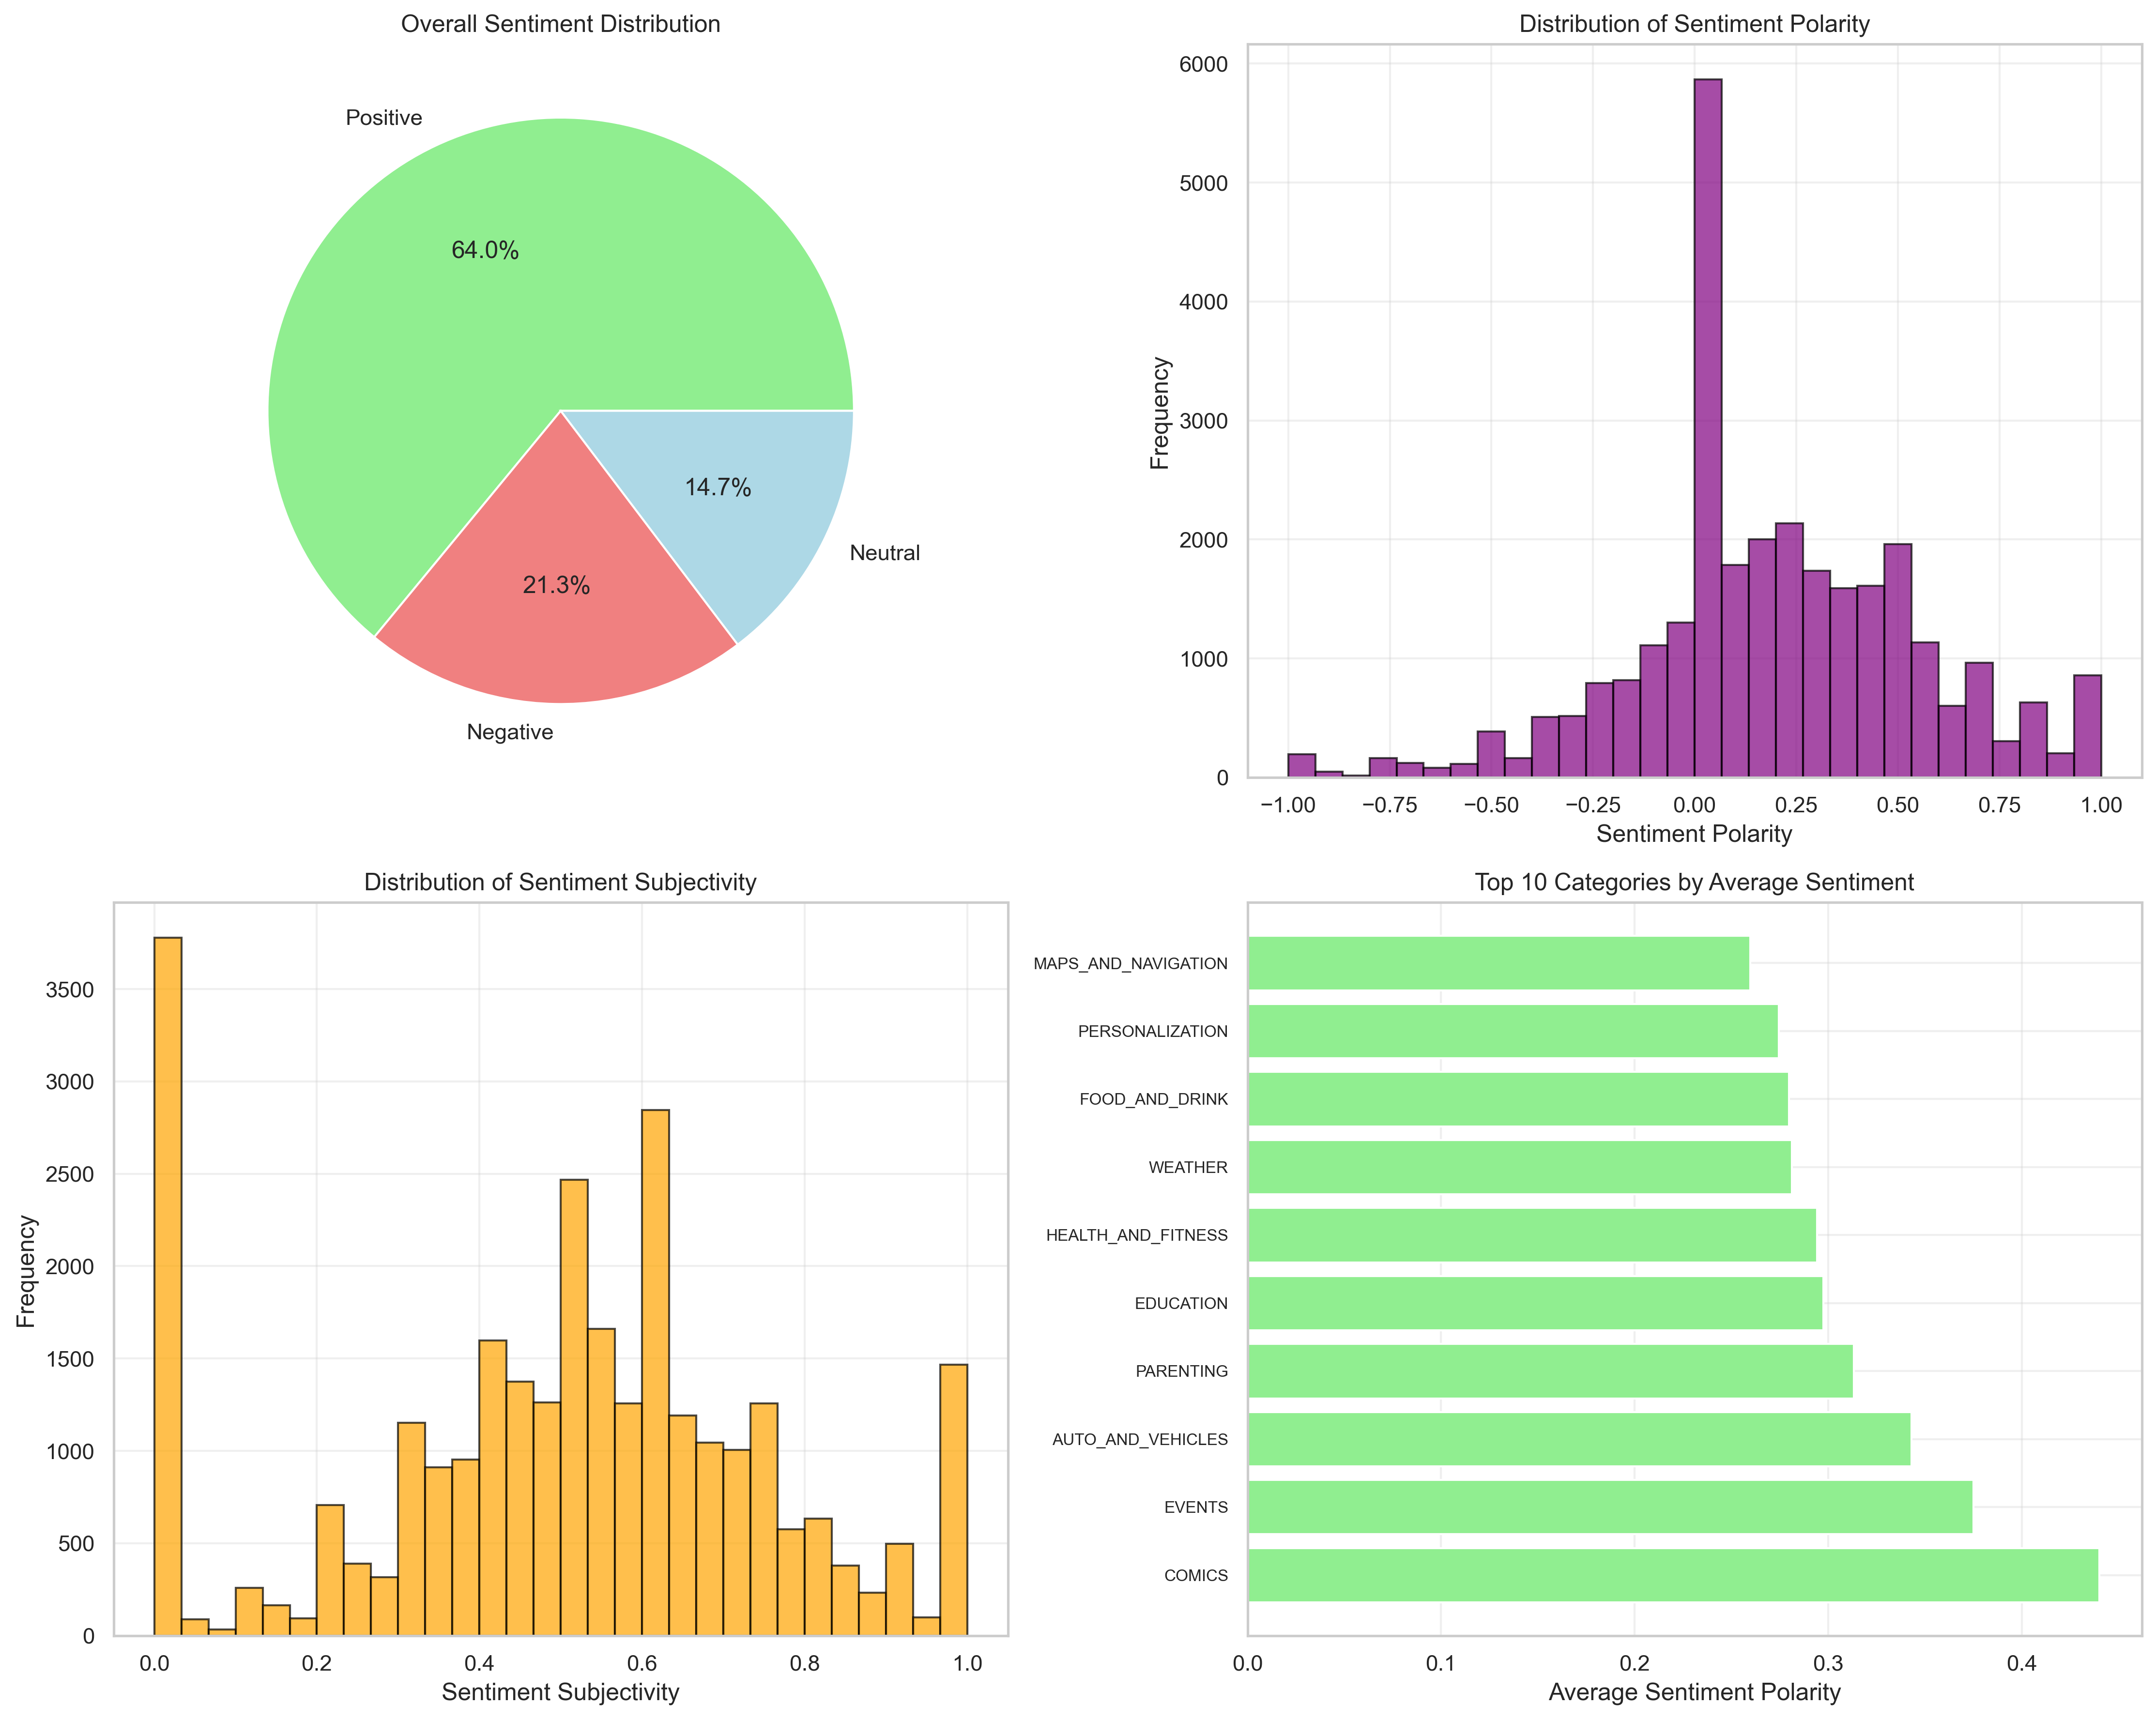 Overall Sentiment Distribution
Positive
64.0%
14.7%
Neutral
21.3%
Negative
Distribution of Sentiment Polarity
Frequency
6000
5000
4000
3000
2000
1000
0
−1.00 −0.75 −0.50 −0.25 0.00 0.25 0.50 0.75 1.00
Sentiment Polarity
Distribution of Sentiment Subjectivity
Frequency
3500
3000
2500
2000
1500
1000
500
0
0.0 0.2 0.4 0.6 0.8 1.0
Sentiment Subjectivity
Top 10 Categories by Average Sentiment
MAPS_AND_NAVIGATION
PERSONALIZATION
FOOD_AND_DRINK
WEATHER
HEALTH_AND_FITNESS
EDUCATION
PARENTING
AUTO_AND_VEHICLES
EVENTS
COMICS
0.0 0.1 0.2 0.3 0.4
Average Sentiment Polarity